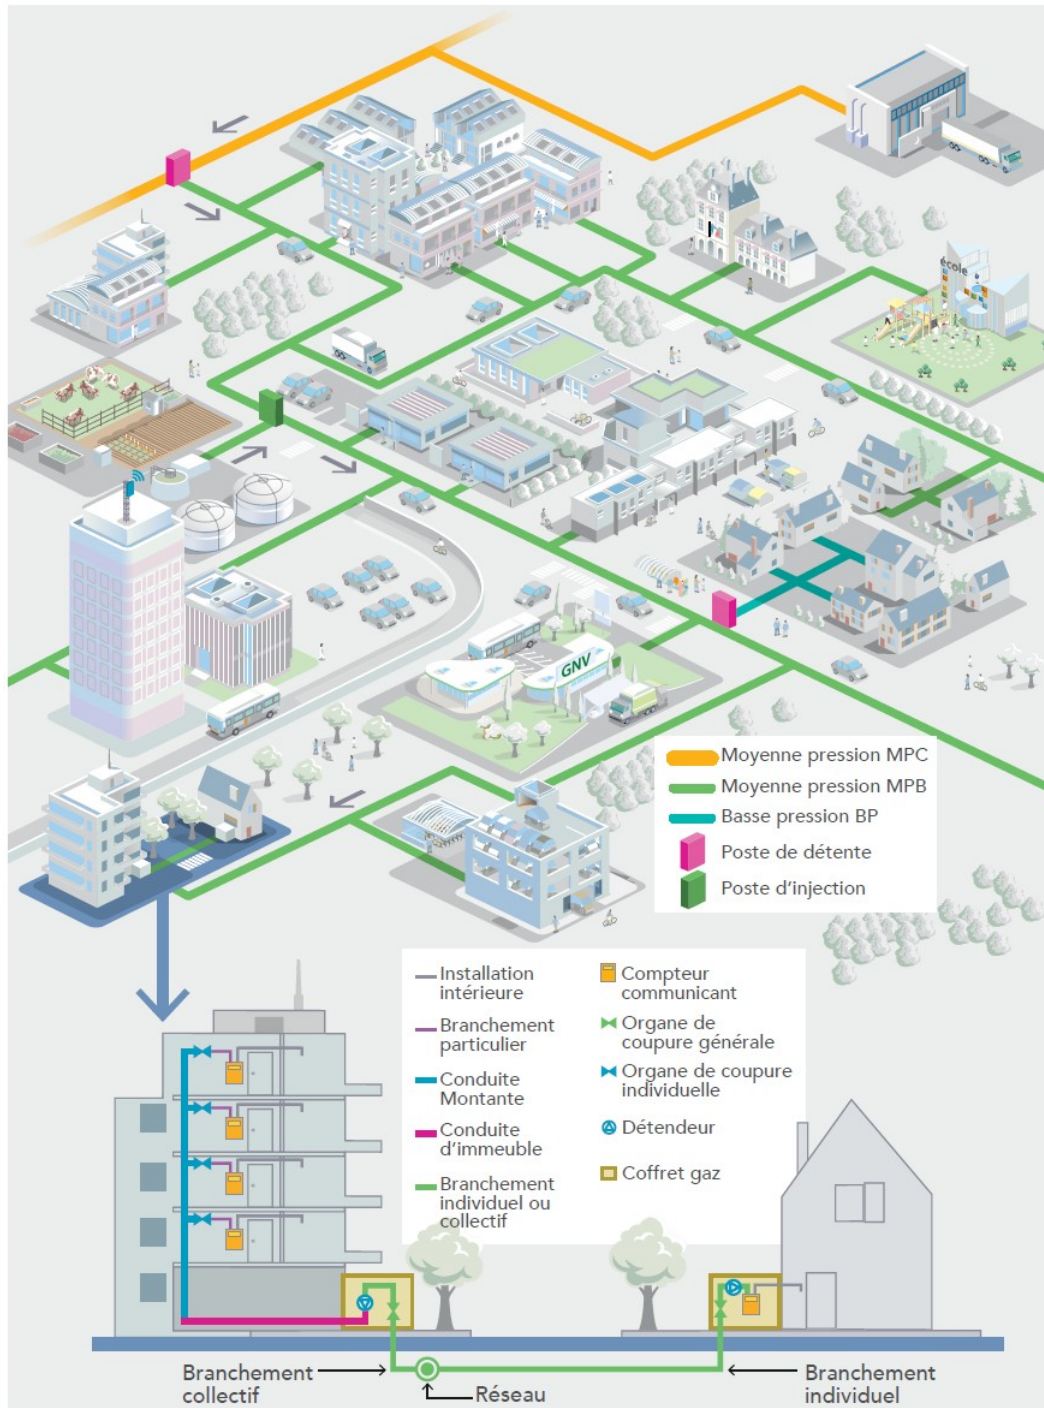 école
GNV
Moyenne pression MPC
Moyenne pression MPB
Basse pression BP
Poste de détente
Poste d'injection
Installation
intérieure
Branchement
particulier
Conduite
Montante
Conduite
d'immeuble
Branchement
individuel ou
collectif
Compteur
communicant
Organe de
coupure générale
Organe de coupure
individuelle
Détendeur
Coffret gaz
Branchement
collectif
Réseau
Branchement
individuel